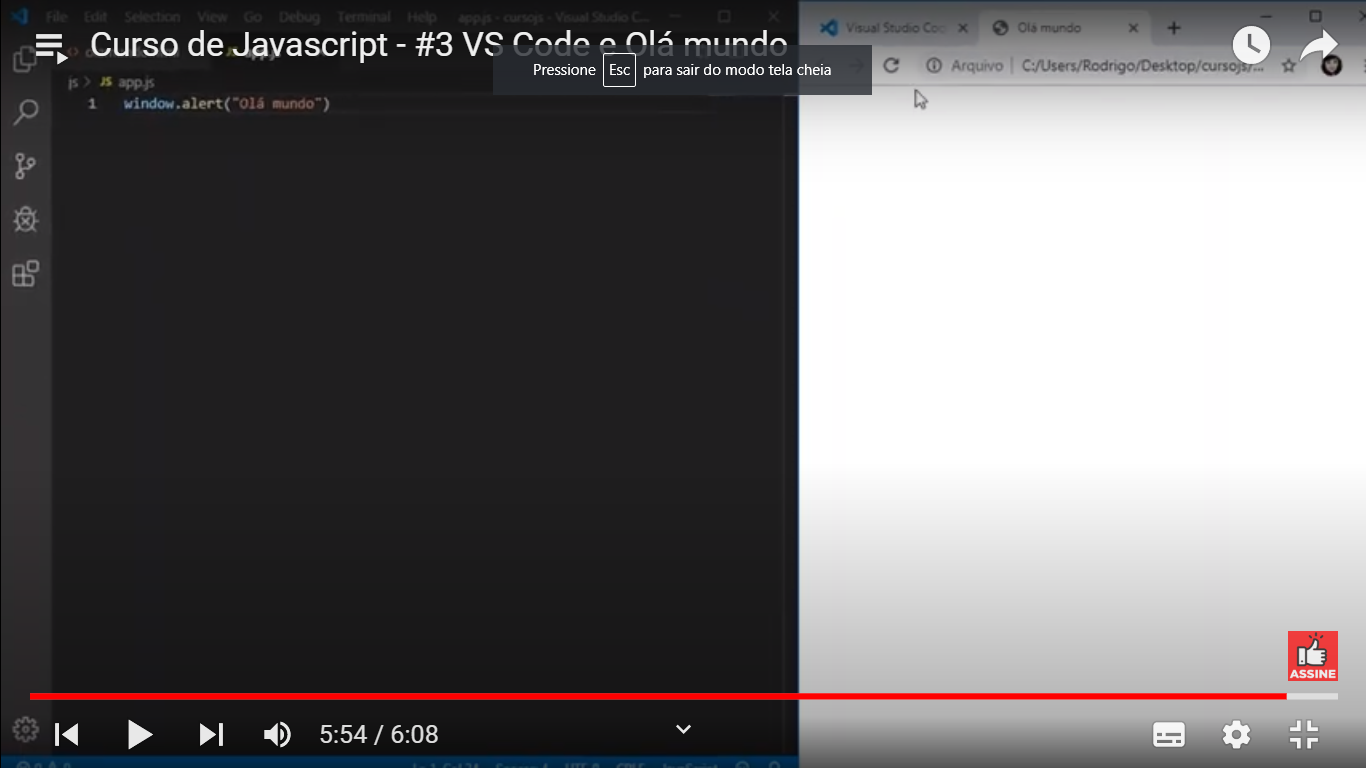 File Edit Selection View Go Debug Terminal Help app.js - cursojs - Visual Studio C...
Visual Studio Cod
Olá mundo
Curso de Javascript - #3 VS Code e Olá mundo
Pressione Esc para sair do modo tela cheia
Arquivo | C:/Users/Rodrigo/Desktop/cursojs/...
js > JS app.js
1 window.alert("Olá mundo")
ASSINE
5:54 / 6:08